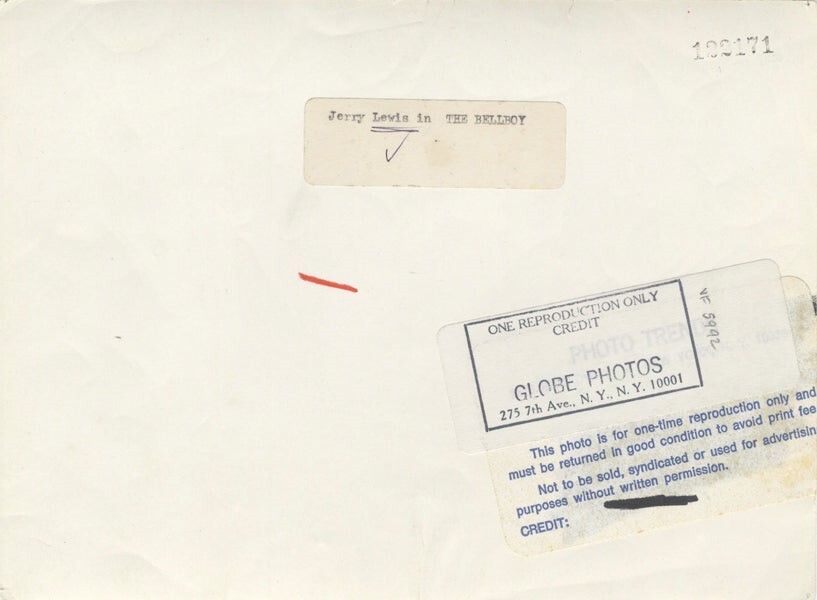 Jerry Lewis in THE BELLBOY
ONE REPRODUCTION ONLY
CREDIT
GLOBE PHOTOS
275 7th Ave., N. Y., N. Y. 10001
VF 5992
PHOTO TREN
This photo is for one-time reproduction only and
must be returned in good condition to avoid print fee
Not to be sold, syndicated or used for advertisin
purposes without written permission.
CREDIT: